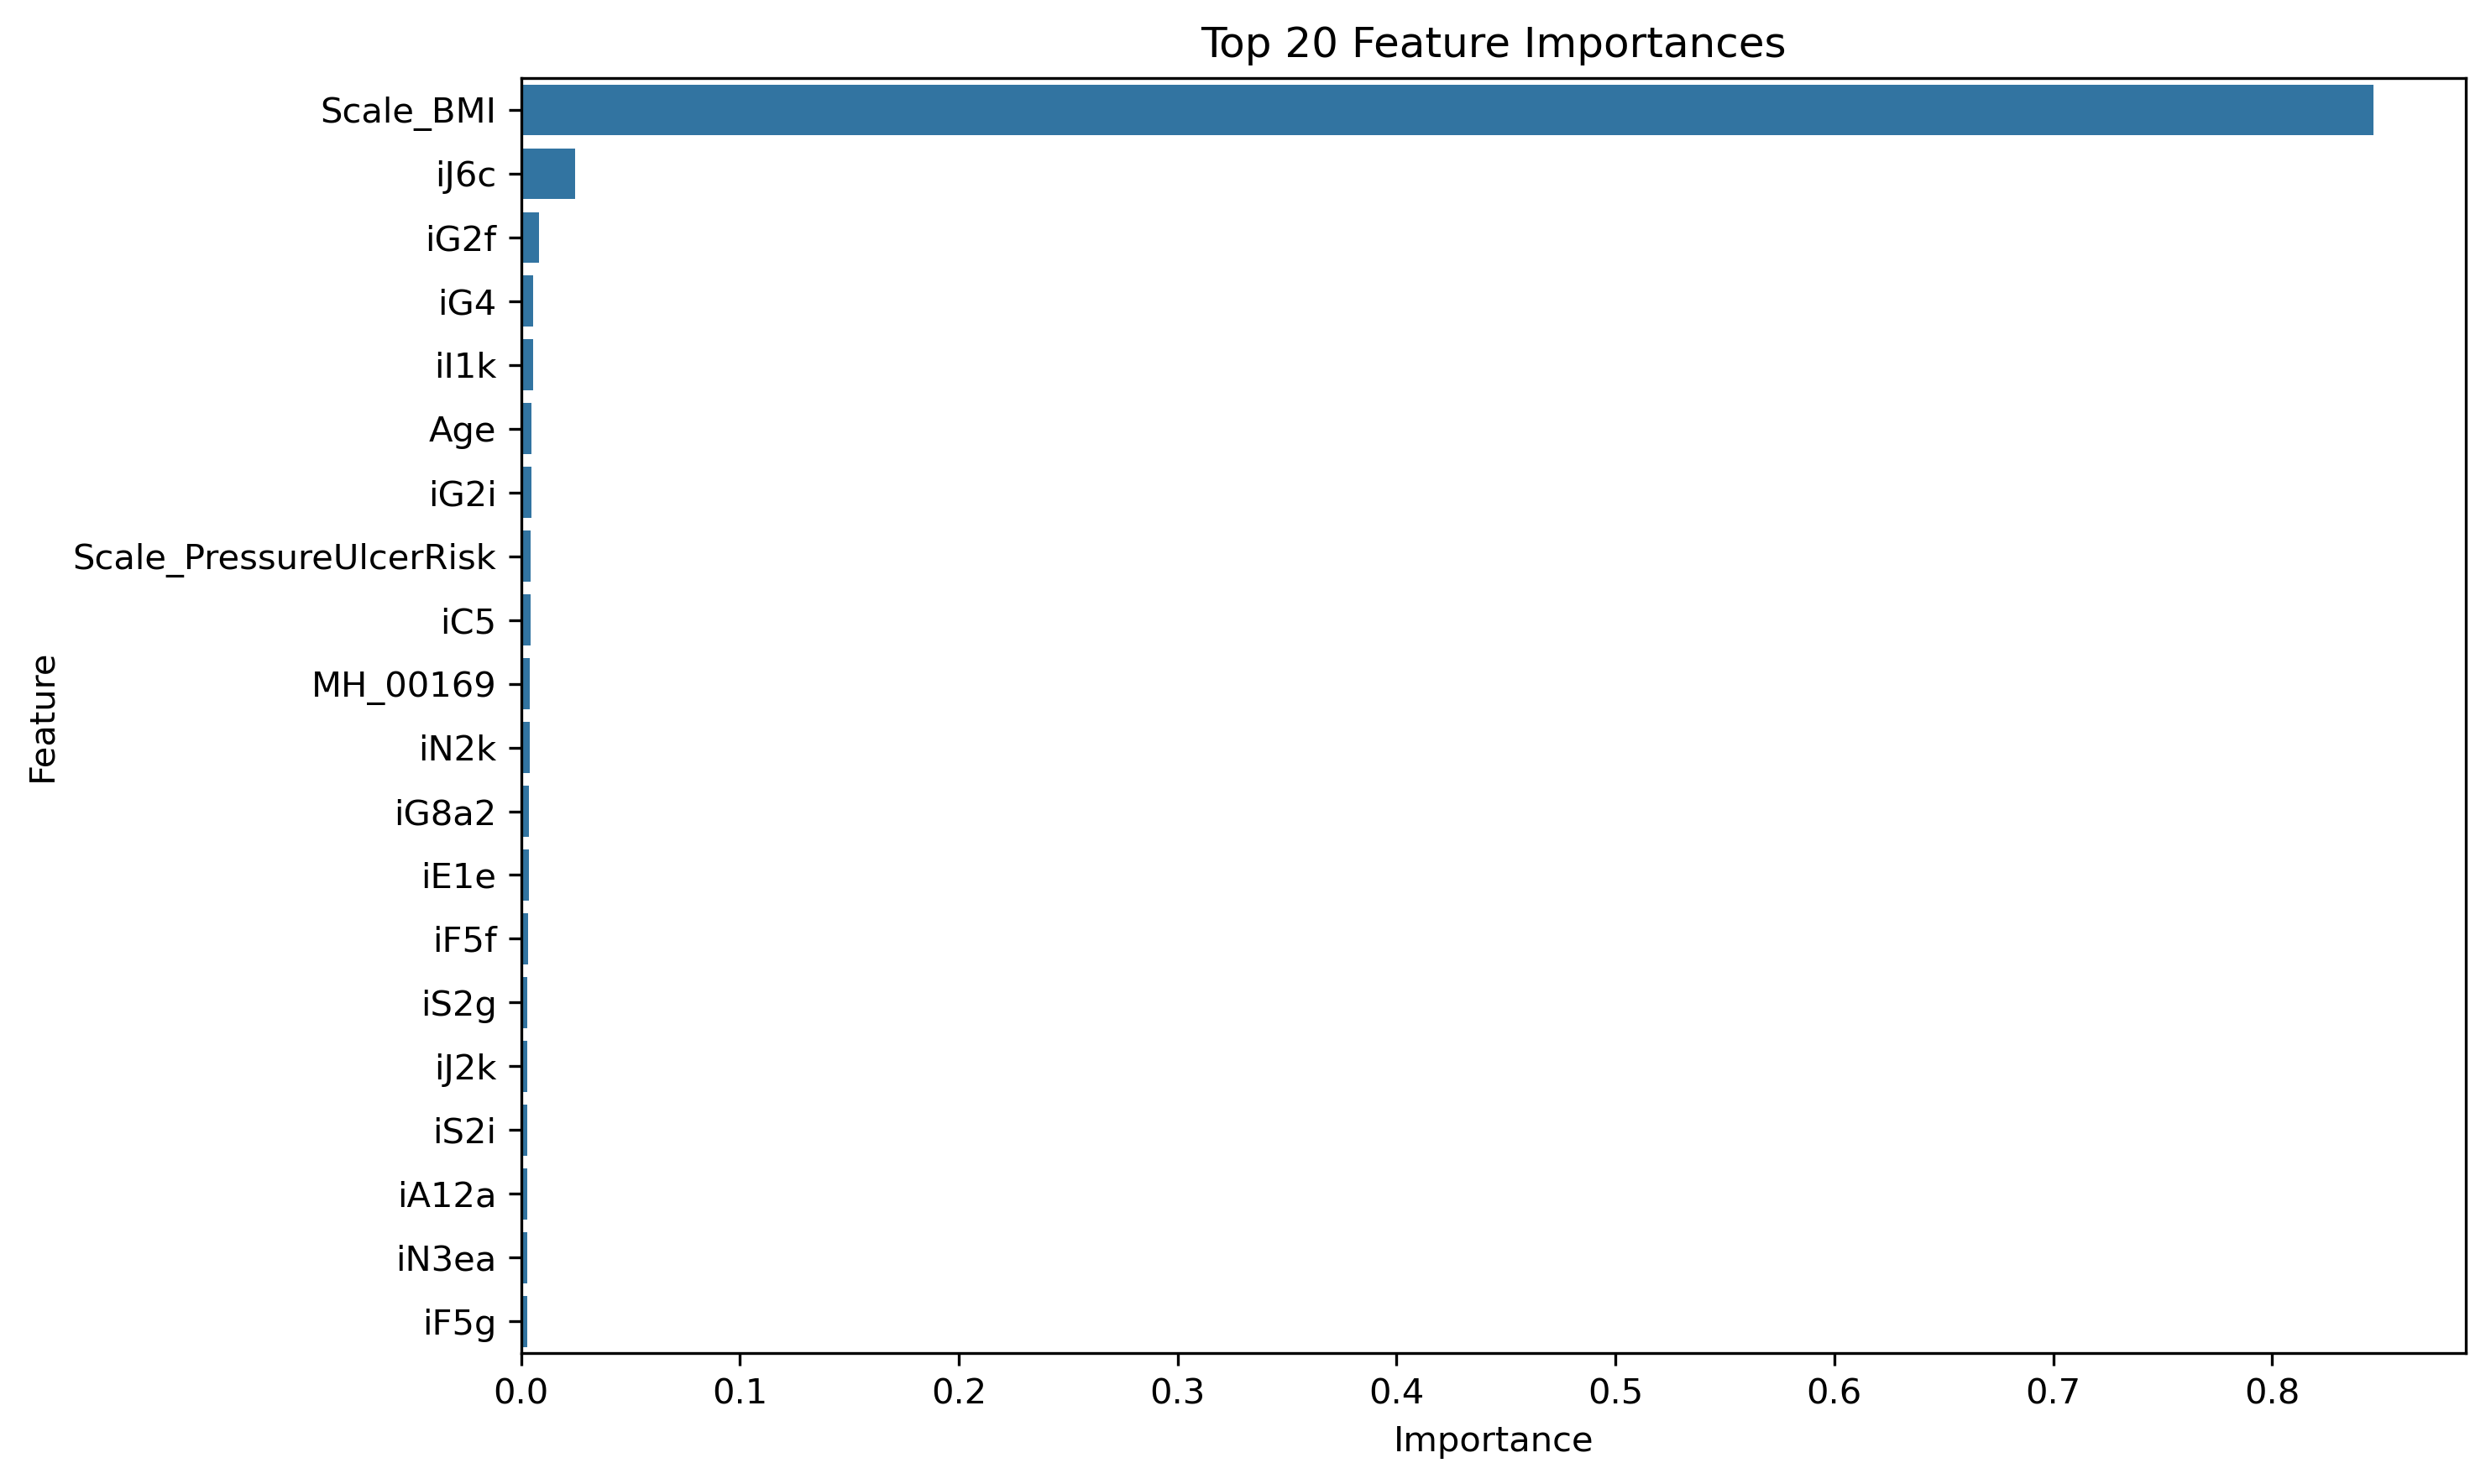 Top 20 Feature Importances
Scale_BMI
iJ6c
iG2f
iG4
iI1k
Age
iG2i
Scale_PressureUlcerRisk
iC5
MH_00169
iN2k
iG8a2
iE1e
iF5f
iS2g
iJ2k
iS2i
iA12a
iN3ea
iF5g
Feature
0.0 0.1 0.2 0.3 0.4 0.5 0.6 0.7 0.8
Importance